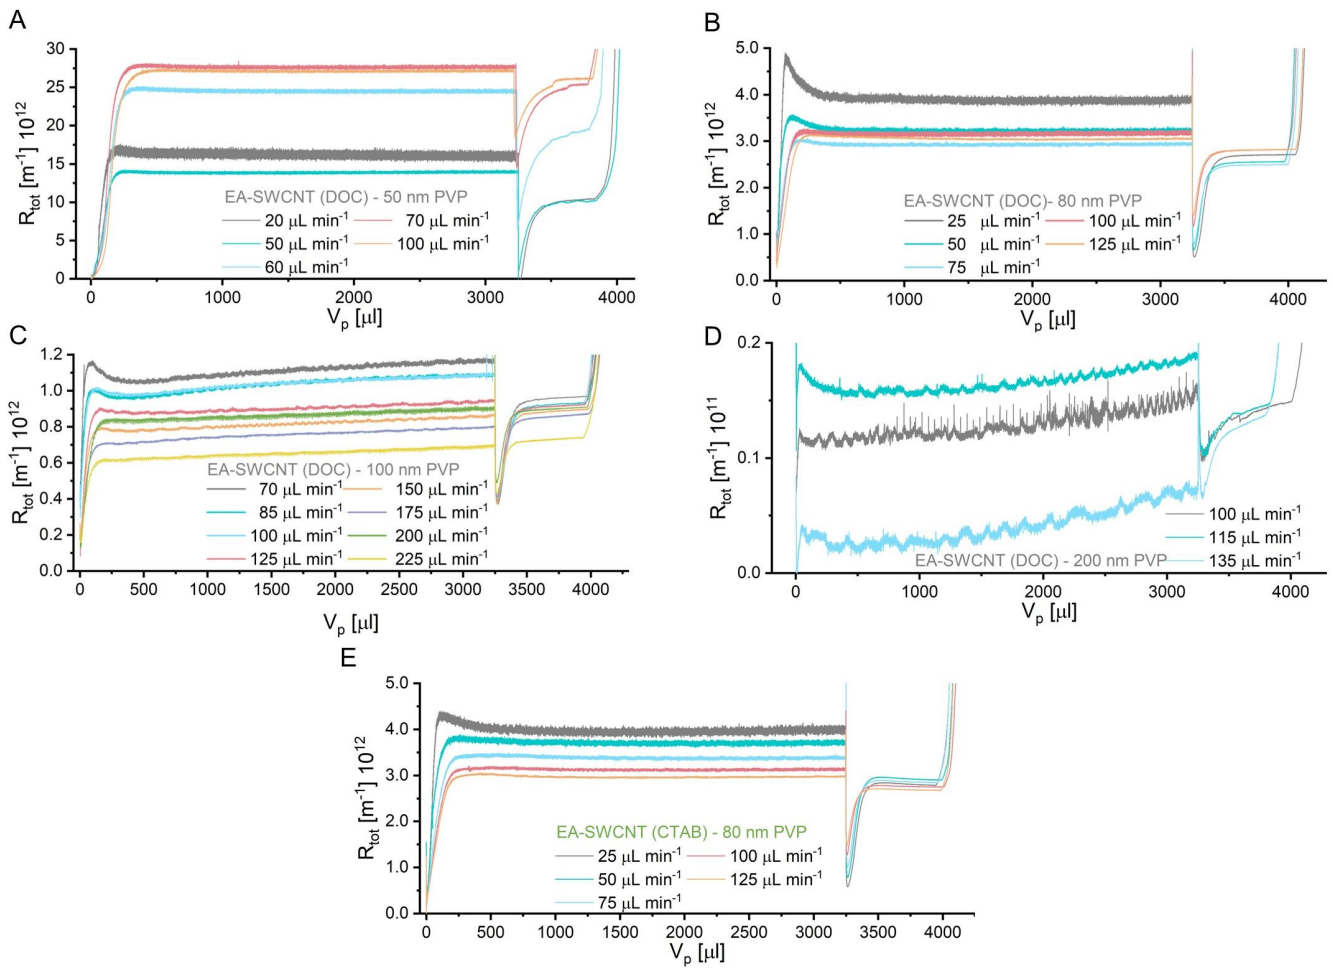 A
R_tot [m⁻¹] 10¹²
30
25
20
15
10
5
0
EA-SWCNT (DOC) - 50 nm PVP
20 μL min⁻¹ 70 μL min⁻¹
50 μL min⁻¹ 100 μL min⁻¹
60 μL min⁻¹
0 1000 2000 3000 4000
V_p [μl]
B
R_tot [m⁻¹] 10¹²
5.0
4.0
3.0
2.0
1.0
0.0
EA-SWCNT (DOC)- 80 nm PVP
25 μL min⁻¹ 100 μL min⁻¹
50 μL min⁻¹ 125 μL min⁻¹
75 μL min⁻¹
0 1000 2000 3000 4000
V_p [μl]
C
R_tot [m⁻¹] 10¹²
1.2
1.0
0.8
0.6
0.4
0.2
0.0
EA-SWCNT (DOC) - 100 nm PVP
70 μL min⁻¹ 150 μL min⁻¹
85 μL min⁻¹ 175 μL min⁻¹
100 μL min⁻¹ 200 μL min⁻¹
125 μL min⁻¹ 225 μL min⁻¹
0 500 1000 1500 2000 2500 3000 3500 4000
V_p [μl]
D
R_tot [m⁻¹] 10¹¹
0.2
0.1
0.0
100 μL min⁻¹
115 μL min⁻¹
135 μL min⁻¹
EA-SWCNT (DOC) - 200 nm PVP
0 1000 2000 3000 4000
V_p [μl]
E
R_tot [m⁻¹] 10¹²
5.0
4.0
3.0
2.0
1.0
0.0
EA-SWCNT (CTAB) - 80 nm PVP
25 μL min⁻¹ 100 μL min⁻¹
50 μL min⁻¹ 125 μL min⁻¹
75 μL min⁻¹
0 500 1000 1500 2000 2500 3000 3500 4000
V_p [μl]